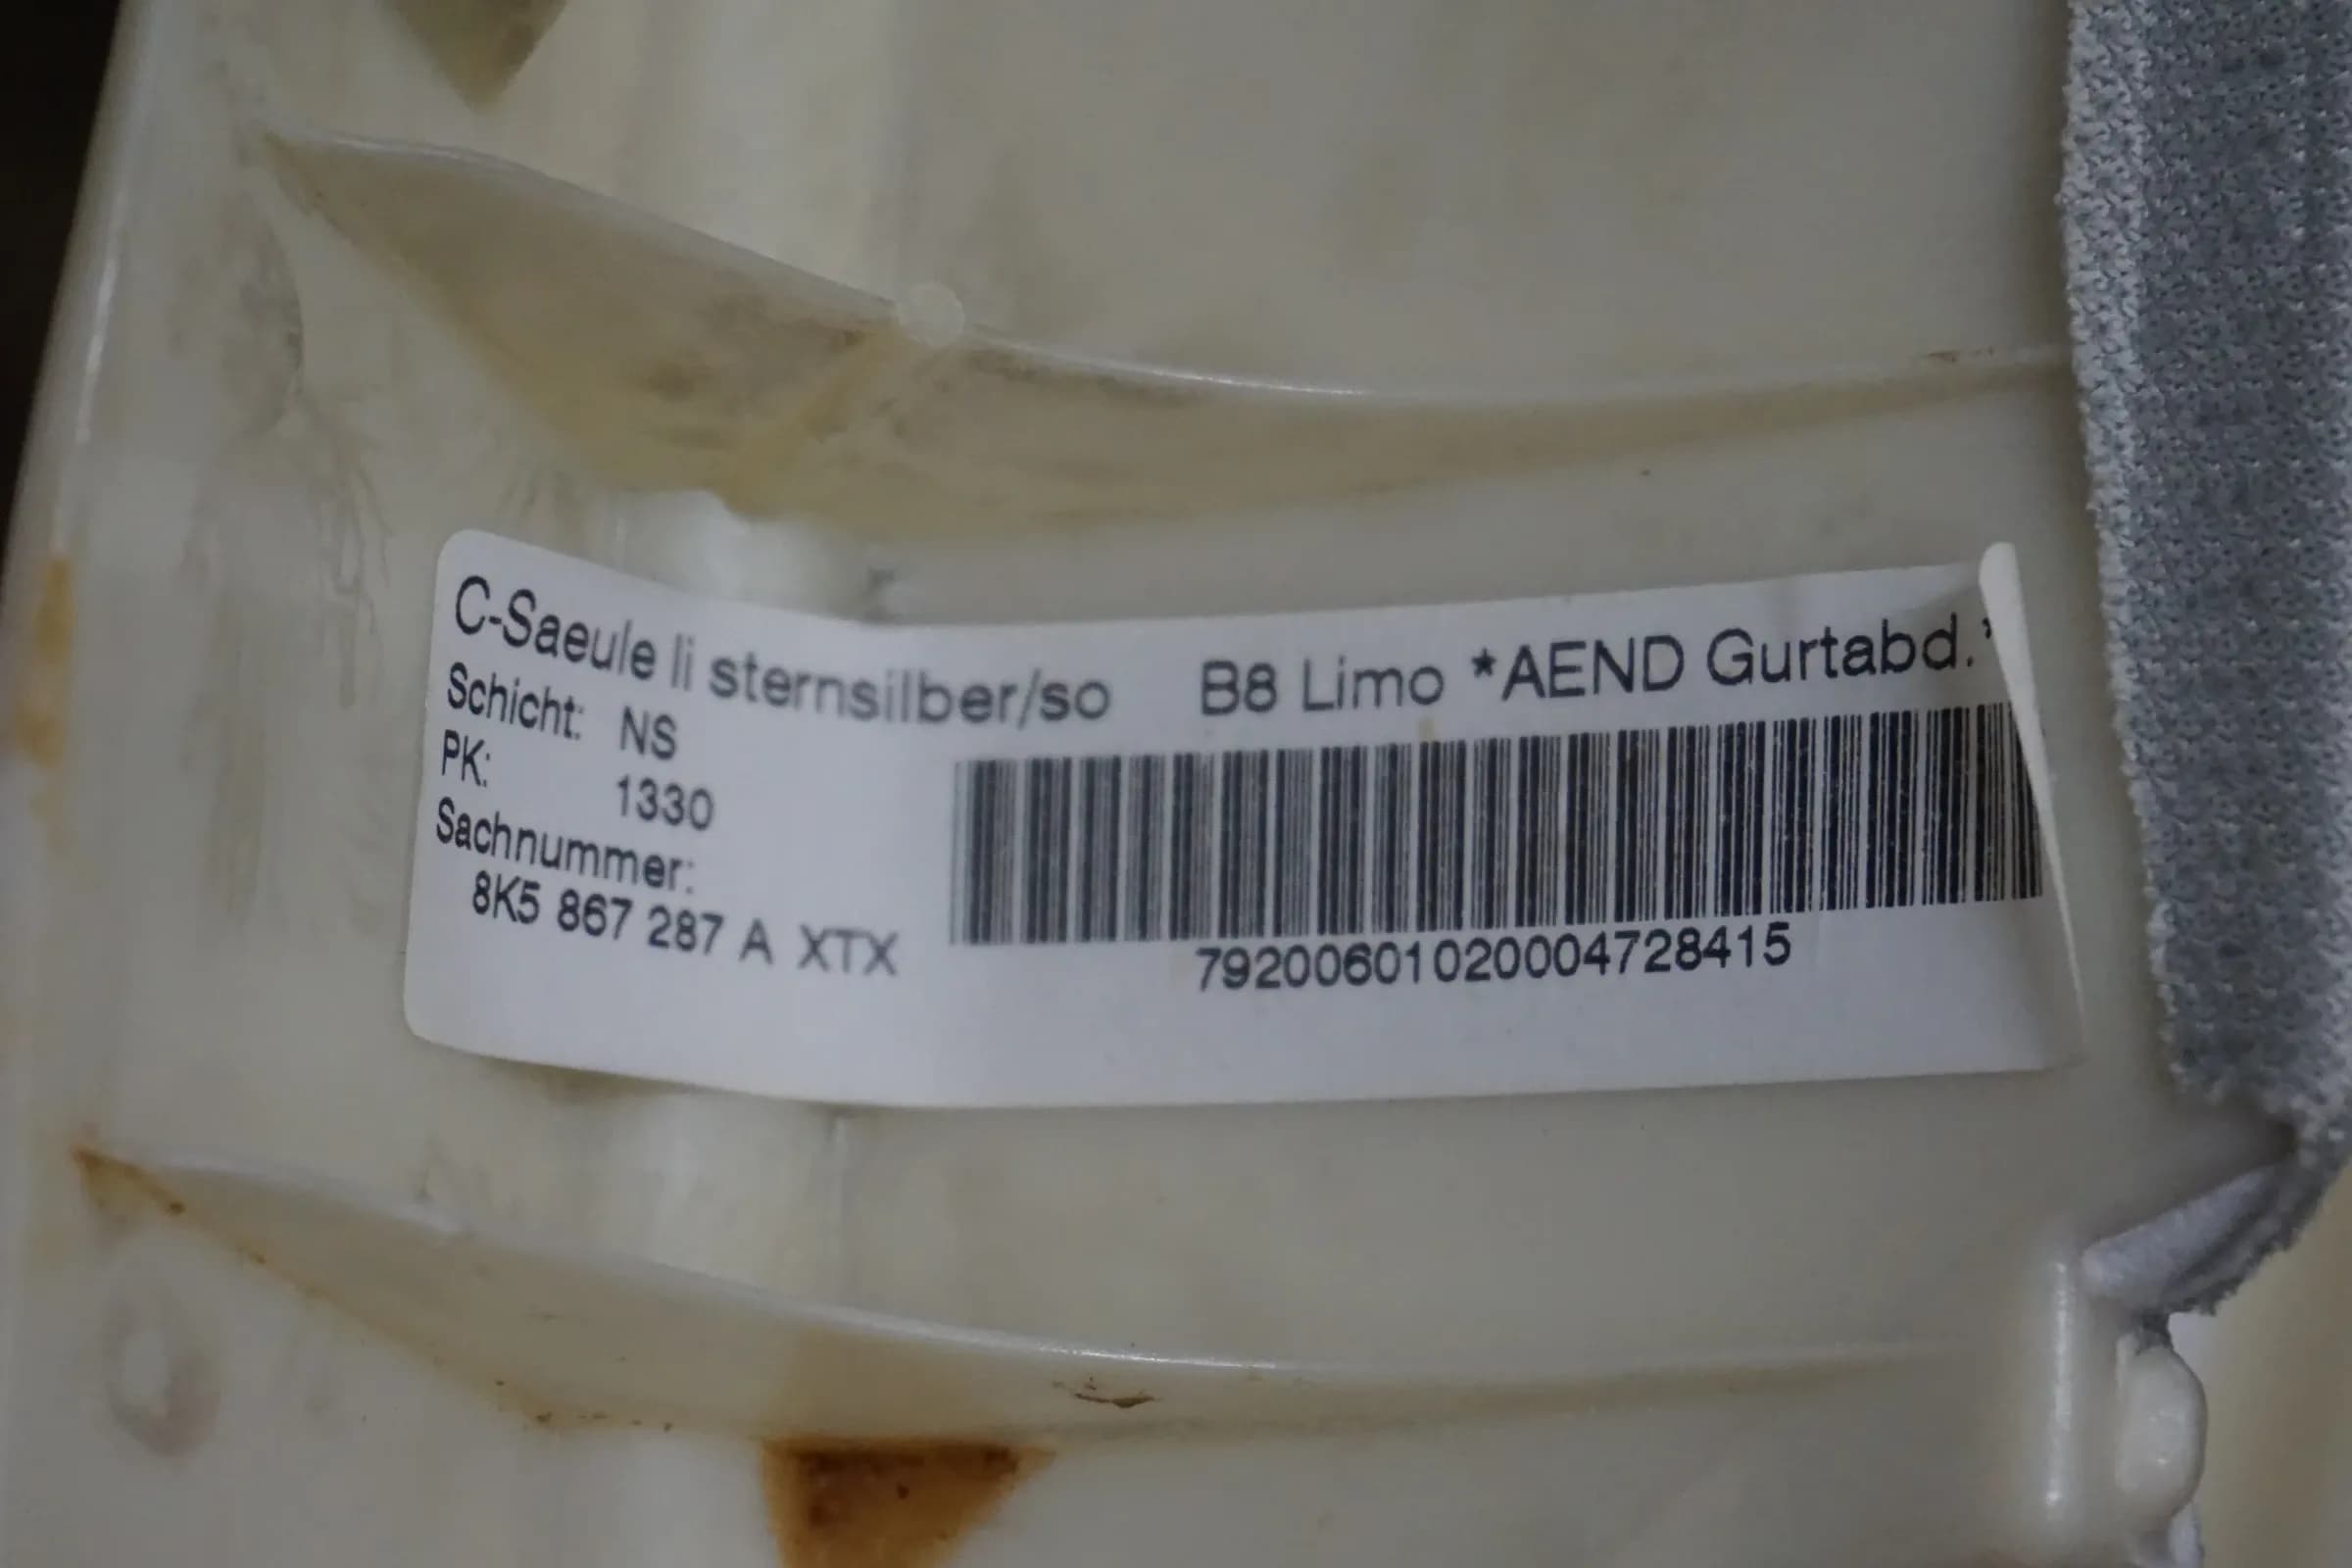 C-Saeule li sternsilber/so B8 Limo *AEND Gurtabd.*
Schicht: NS
PK: 1330
Sachnummer:
8K5 867 287 A XTX
79200601020004728415